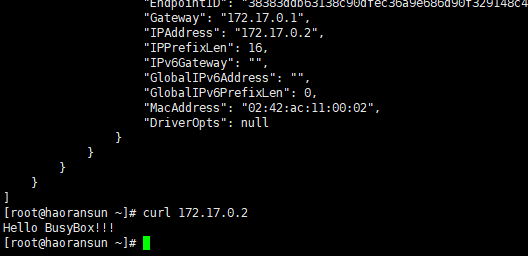 "EndpointID": "38383ddb63138c90dfec36a9e686d90f329148c4
"Gateway": "172.17.0.1",
"IPAddress": "172.17.0.2",
"IPPrefixLen": 16,
"IPv6Gateway": "",
"GlobalIPv6Address": "",
"GlobalIPv6PrefixLen": 0,
"MacAddress": "02:42:ac:11:00:02",
"DriverOpts": null
}
}
}
}
]
[root@haoransun ~]# curl 172.17.0.2
Hello BusyBox!!!
[root@haoransun ~]#